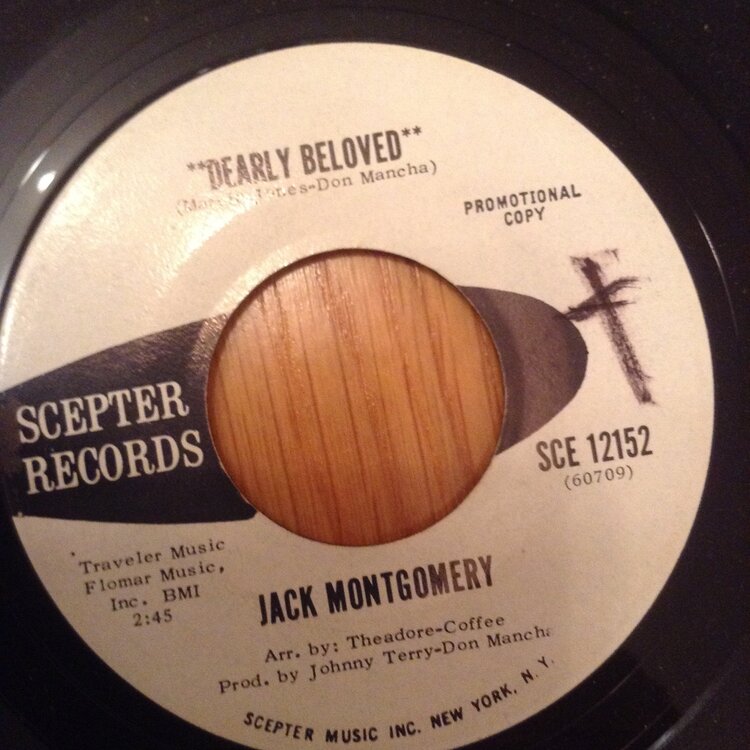 **DEARLY BELOVED**
Jones-Don Mancha)
PROMOTIONAL
COPY
SCEPTER
RECORDS
SCE 12152
(60709)
Traveler Music
Flomar Music,
Inc. BMI
2:45
JACK MONTGOMERY
Arr. by: Theadore-Coffee
Prod. by Johnny Terry-Don Mancha
SCEPTER MUSIC INC. NEW YORK, N. Y.